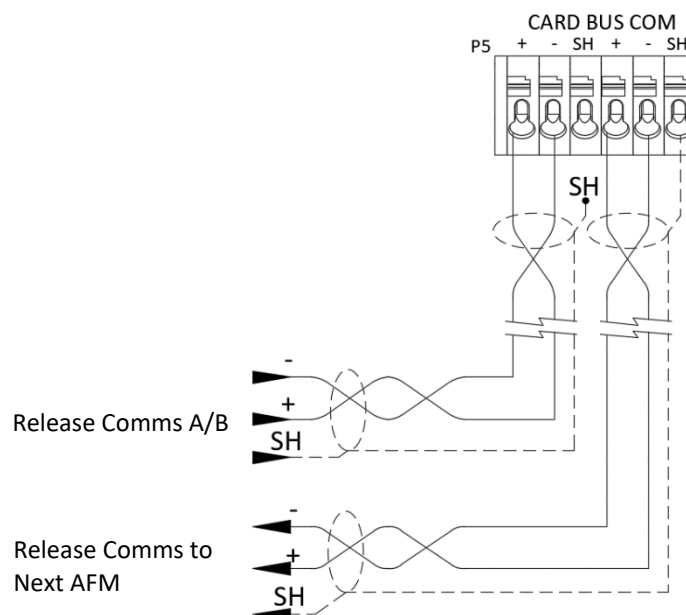 CARD BUS COM
P5 + - SH + - SH
SH
-
+
Release Comms A/B
SH
-
Release Comms to
+
Next AFM
SH